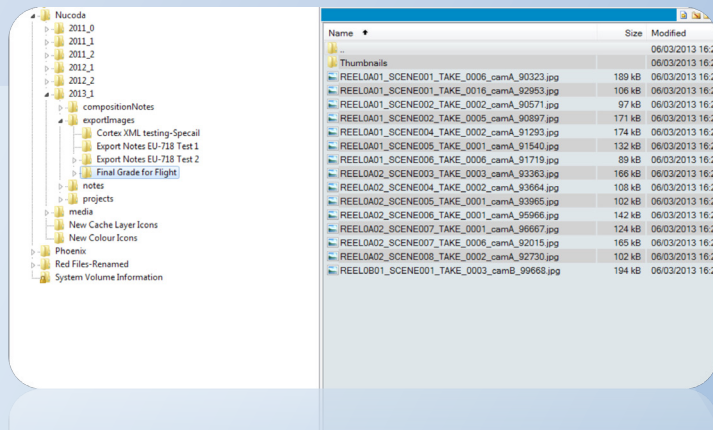 Nucoda
2011_0
2011_1
2011_2
2012_1
2012_2
2013_1
compositionNotes
exportImages
Cortex XML testing-Specail
Export Notes EU-718 Test 1
Export Notes EU-718 Test 2
Final Grade for Flight
notes
projects
media
New Cache Layer Icons
New Colour Icons
Phoenix
Red Files-Renamed
System Volume Information
Name Size Modified
.. 06/03/2013 16:2
Thumbnails 06/03/2013 16:2
REEL0A01_SCENE001_TAKE_0006_camA_90323.jpg 189 kB 06/03/2013 16:2
REEL0A01_SCENE001_TAKE_0016_camA_92953.jpg 106 kB 06/03/2013 16:2
REEL0A01_SCENE002_TAKE_0002_camA_90571.jpg 97 kB 06/03/2013 16:2
REEL0A01_SCENE002_TAKE_0005_camA_90897.jpg 171 kB 06/03/2013 16:2
REEL0A01_SCENE004_TAKE_0002_camA_91293.jpg 174 kB 06/03/2013 16:2
REEL0A01_SCENE005_TAKE_0001_camA_91540.jpg 132 kB 06/03/2013 16:2
REEL0A01_SCENE006_TAKE_0006_camA_91719.jpg 89 kB 06/03/2013 16:2
REEL0A02_SCENE003_TAKE_0003_camA_93363.jpg 166 kB 06/03/2013 16:2
REEL0A02_SCENE004_TAKE_0002_camA_93664.jpg 108 kB 06/03/2013 16:2
REEL0A02_SCENE005_TAKE_0001_camA_93965.jpg 102 kB 06/03/2013 16:2
REEL0A02_SCENE006_TAKE_0001_camA_95966.jpg 142 kB 06/03/2013 16:2
REEL0A02_SCENE007_TAKE_0001_camA_96667.jpg 124 kB 06/03/2013 16:2
REEL0A02_SCENE007_TAKE_0006_camA_92015.jpg 165 kB 06/03/2013 16:2
REEL0A02_SCENE008_TAKE_0002_camA_92730.jpg 102 kB 06/03/2013 16:2
REEL0B01_SCENE001_TAKE_0003_camB_99668.jpg 194 kB 06/03/2013 16:2